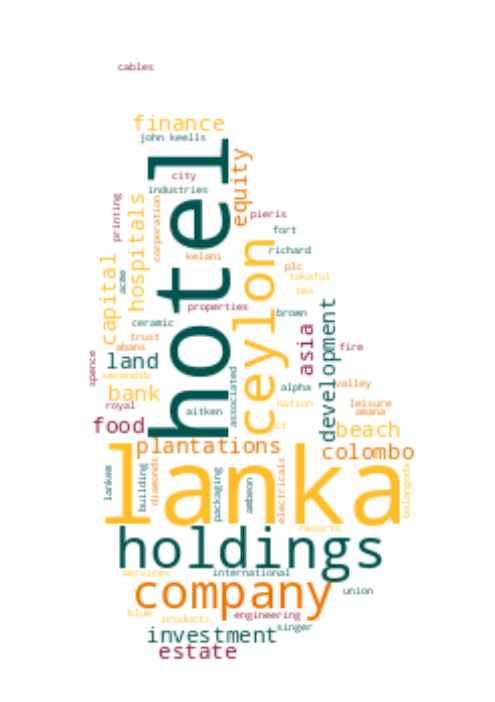 cables
finance
john keells
hotel
equity
city
industries
printing
hospitals
corporation
pieris
fort
ceylon
richard
kelani
capital
acme
plc
takaful
tea
properties
brown
development
ceramic
asia
trust
abans
fire
land
spence
serendib
associated
alpha
valley
bank
royal
aitken
nation
leisure
amana
food
ct
beach
plantations
colombo
lanka
lankem
building
diamonds
packaging
ambeon
electricals
balangoda
resorts
holdings
services
international
company
union
blue
products
engineering
singer
investment
estate